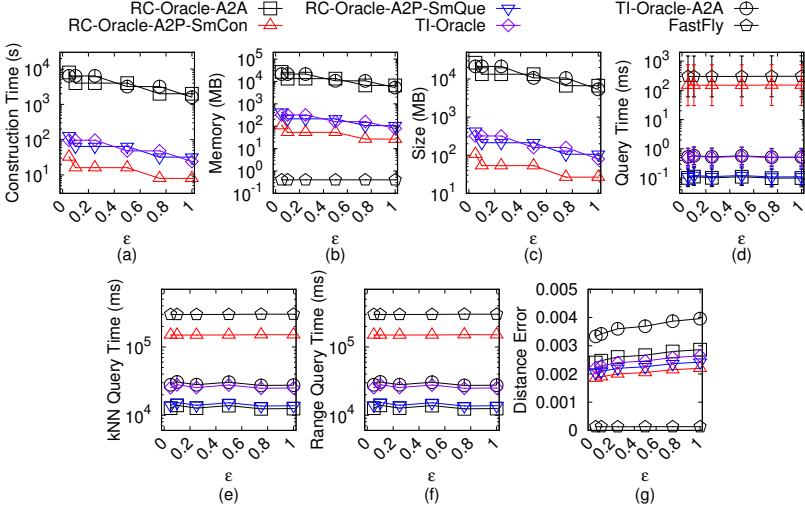 RC-Oracle-A2A RC-Oracle-A2P-SmQue TI-Oracle-A2A
RC-Oracle-A2P-SmCon TI-Oracle FastFly
Construction Time (s)
10^4
10^3
10^2
10^1
0 0.2 0.4 0.6 0.8 1
ε
(a)
Memory (MB)
10^5
10^4
10^3
10^2
10^1
10^0
10^-1
0 0.2 0.4 0.6 0.8 1
ε
(b)
Size (MB)
10^4
10^3
10^2
10^1
0 0.2 0.4 0.6 0.8 1
ε
(c)
Query Time (ms)
10^3
10^2
10^1
10^0
10^-1
0 0.2 0.4 0.6 0.8 1
ε
(d)
kNN Query Time (ms)
10^5
10^4
0 0.2 0.4 0.6 0.8 1
ε
(e)
Range Query Time (ms)
10^5
10^4
0 0.2 0.4 0.6 0.8 1
ε
(f)
Distance Error
0.005
0.004
0.003
0.002
0.001
0
0 0.2 0.4 0.6 0.8 1
ε
(g)